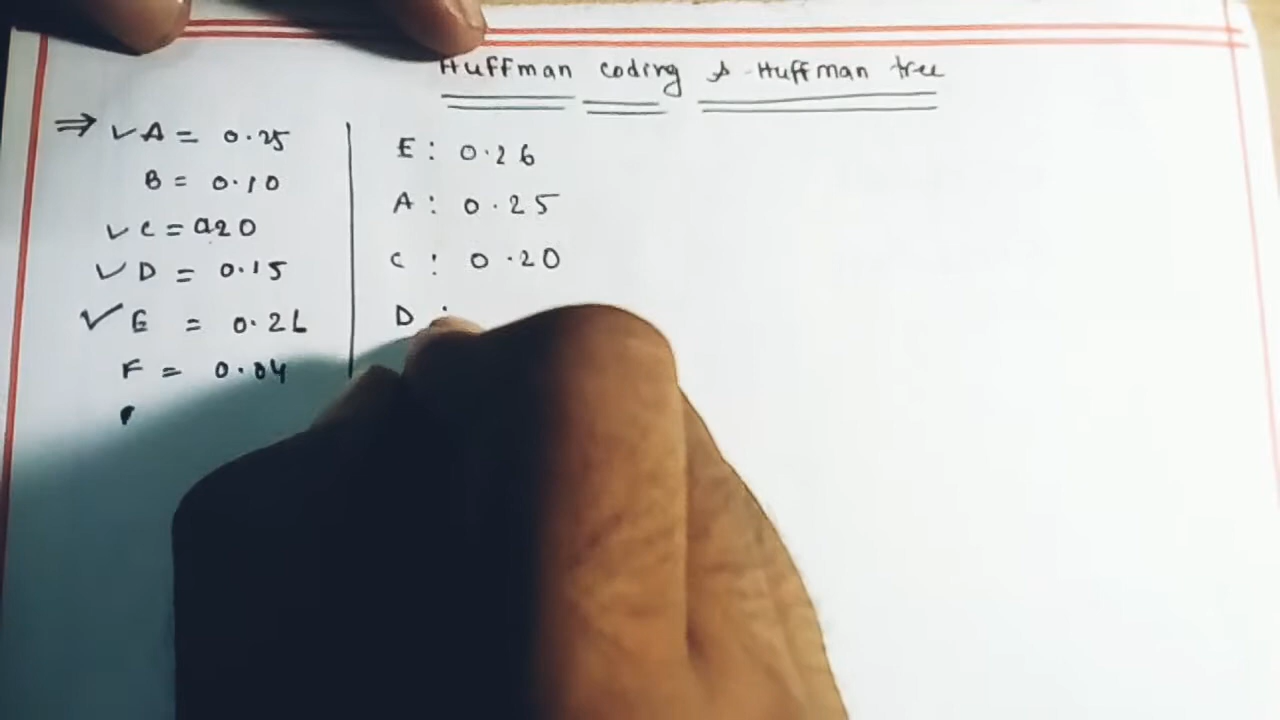 Huffman coding & Huffman tree
⇒ ✓ A = 0.25
B = 0.10
✓ C = 0.20
✓ D = 0.15
✓ E = 0.26
F = 0.04
E : 0.26
A : 0.25
C : 0.20
D :